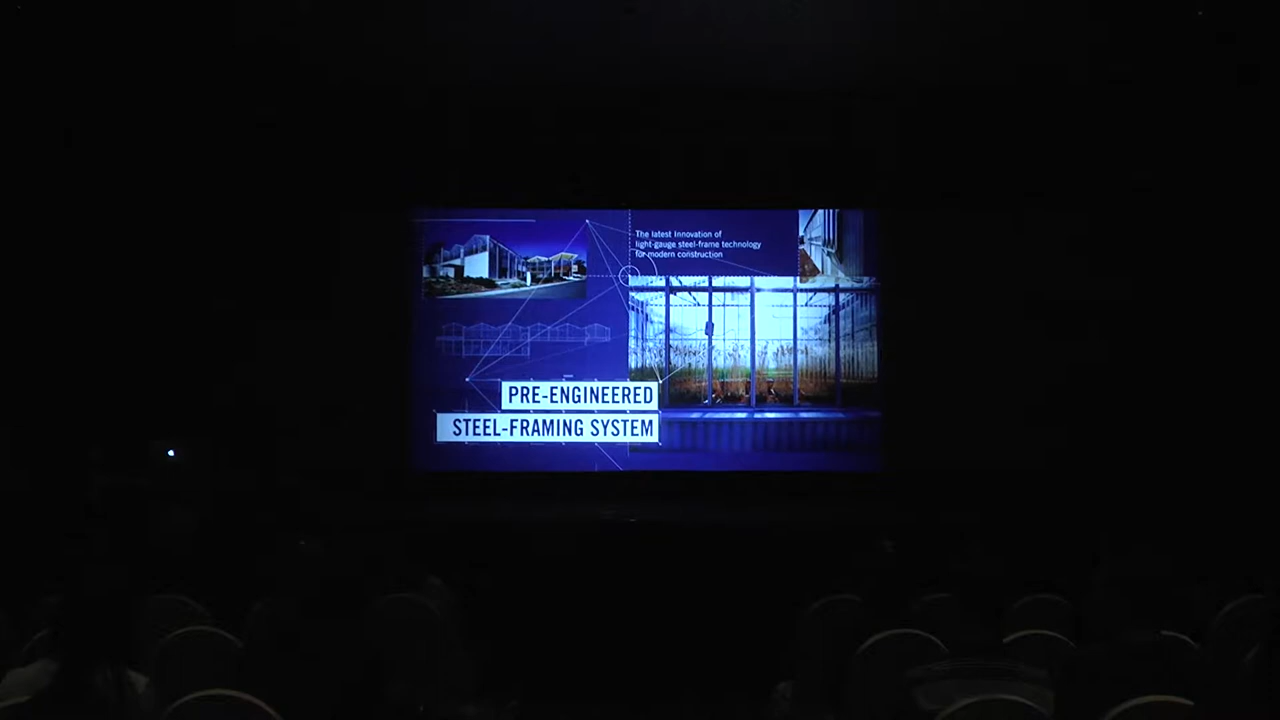 The latest Innovation of
light-gauge steel-frame technology
for modern construction
PRE-ENGINEERED
STEEL-FRAMING SYSTEM